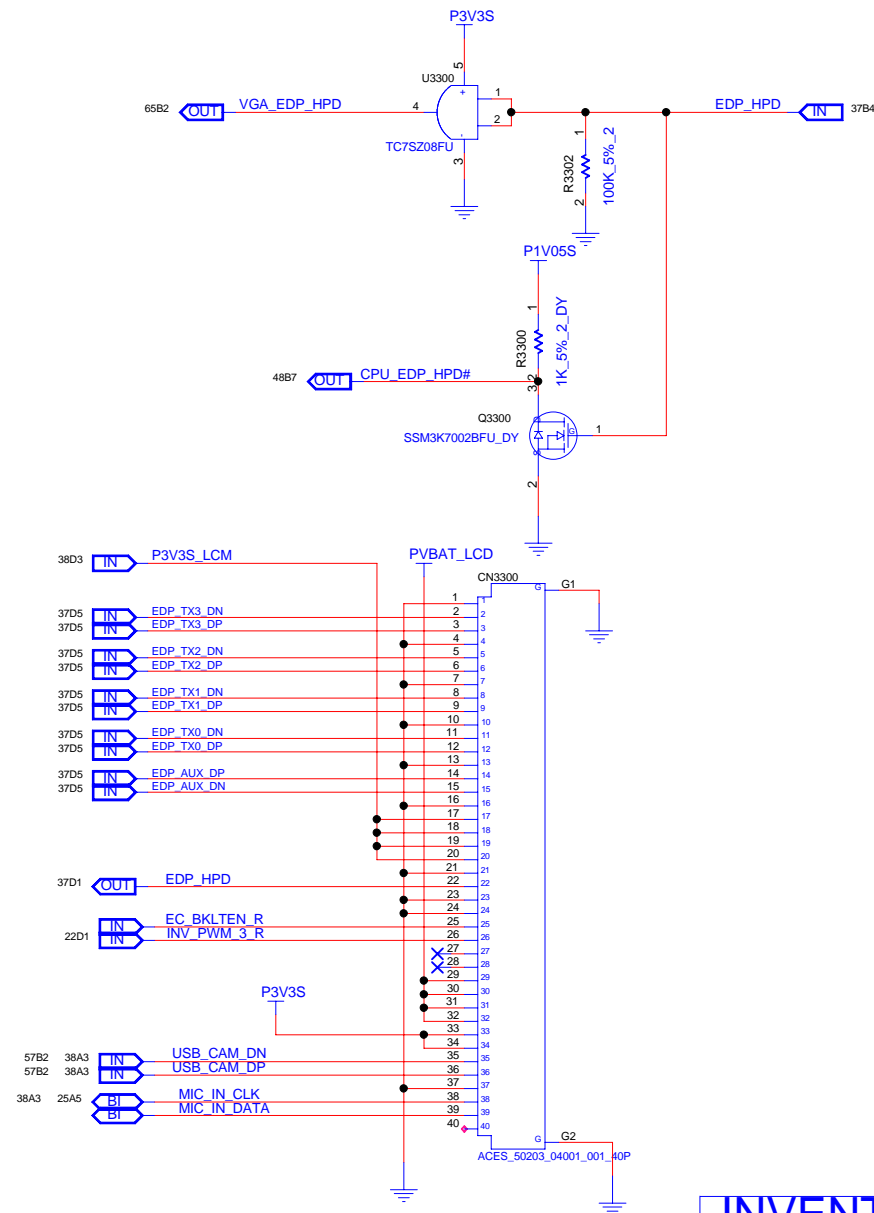 P3V3S
5
U3300
65B2 OUT VGA_EDP_HPD 4 + 1 EDP_HPD IN 37B4
2
-
TC7SZ08FU
3
1
R3302
100K_5%_2
2
P1V05S
1
R3300
1K_5%_2_DY
2
48B7 OUT CPU_EDP_HPD#
3
Q3300
SSM3K7002BFU_DY
G 1
2
38D3 IN P3V3S_LCM
PVBAT_LCD
CN3300
G G1
1 1
37D5 IN EDP_TX3_DN 2 2
37D5 IN EDP_TX3_DP 3 3
4 4
37D5 IN EDP_TX2_DN 5 5
37D5 IN EDP_TX2_DP 6 6
7 7
37D5 IN EDP_TX1_DN 8 8
37D5 IN EDP_TX1_DP 9 9
10 10
37D5 IN EDP_TX0_DN 11 11
37D5 IN EDP_TX0_DP 12 12
13 13
37D5 IN EDP_AUX_DP 14 14
37D5 IN EDP_AUX_DN 15 15
16 16
17 17
18 18
19 19
20 20
21 21
37D1 OUT EDP_HPD 22 22
23 23
24 24
IN EC_BKLTEN_R 25 25
22D1 IN INV_PWM_3_R 26 26
27 27
28 28
29 29
30 30
P3V3S
31 31
32 32
33 33
34 34
57B2 38A3 IN USB_CAM_DN 35 35
57B2 38A3 IN USB_CAM_DP 36 36
37 37
38A3 25A5 BI MIC_IN_CLK 38 38
BI MIC_IN_DATA 39 39
40 40
G G2
ACES_50203_04001_001_40P
INVENT